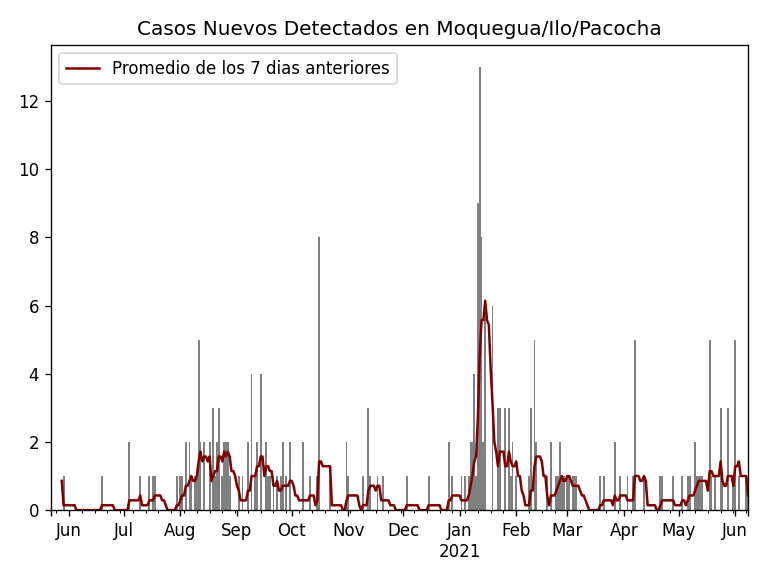 Casos Nuevos Detectados en Moquegua/Ilo/Pacocha
Promedio de los 7 dias anteriores
12
10
8
6
4
2
0
Jun Jul Aug Sep Oct Nov Dec Jan Feb Mar Apr May Jun
2021